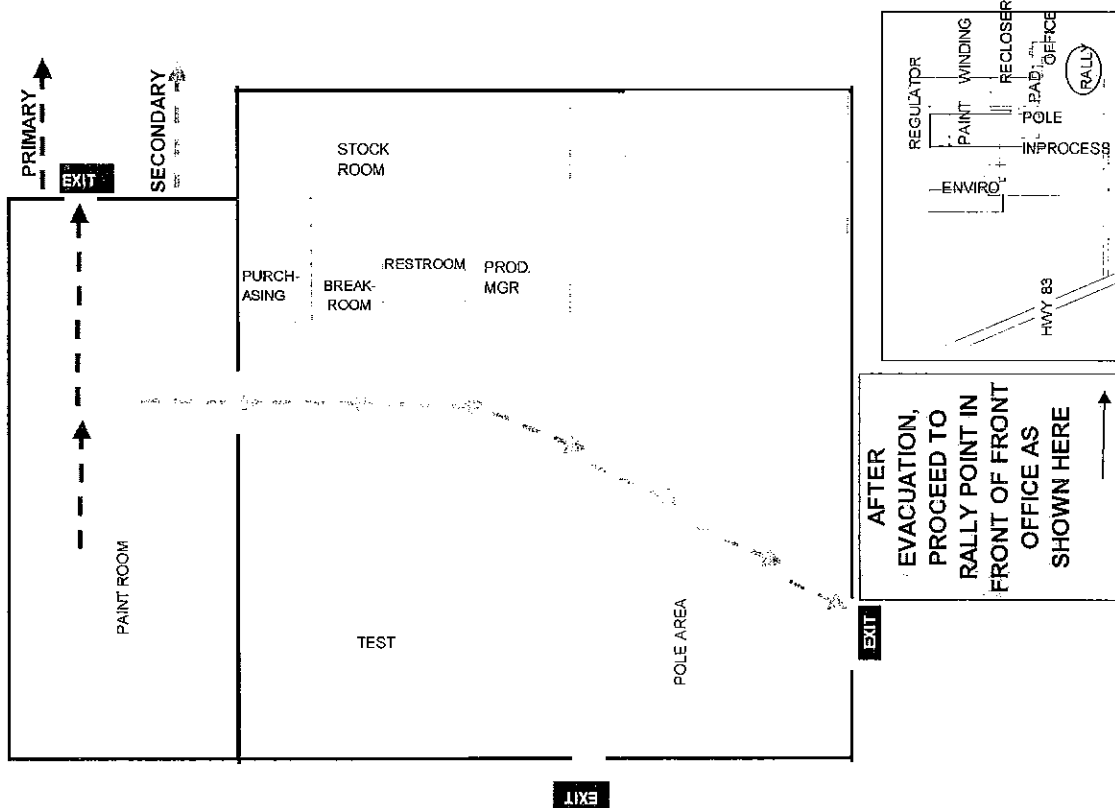 PRIMARY
SECONDARY
EXIT
PAINT ROOM
STOCK
ROOM
PURCH-
ASING
BREAK-
ROOM
RESTROOM
PROD.
MGR
TEST
POLE AREA
EXIT
EXIT
AFTER
EVACUATION,
PROCEED TO
RALLY POINT IN
FRONT OF FRONT
OFFICE AS
SHOWN HERE
REGULATOR
PAINT
WINDING
RECLOSER
PAD
OFFICE
RALLY
POLE
INPROCESS
ENVIRO
HWY 83